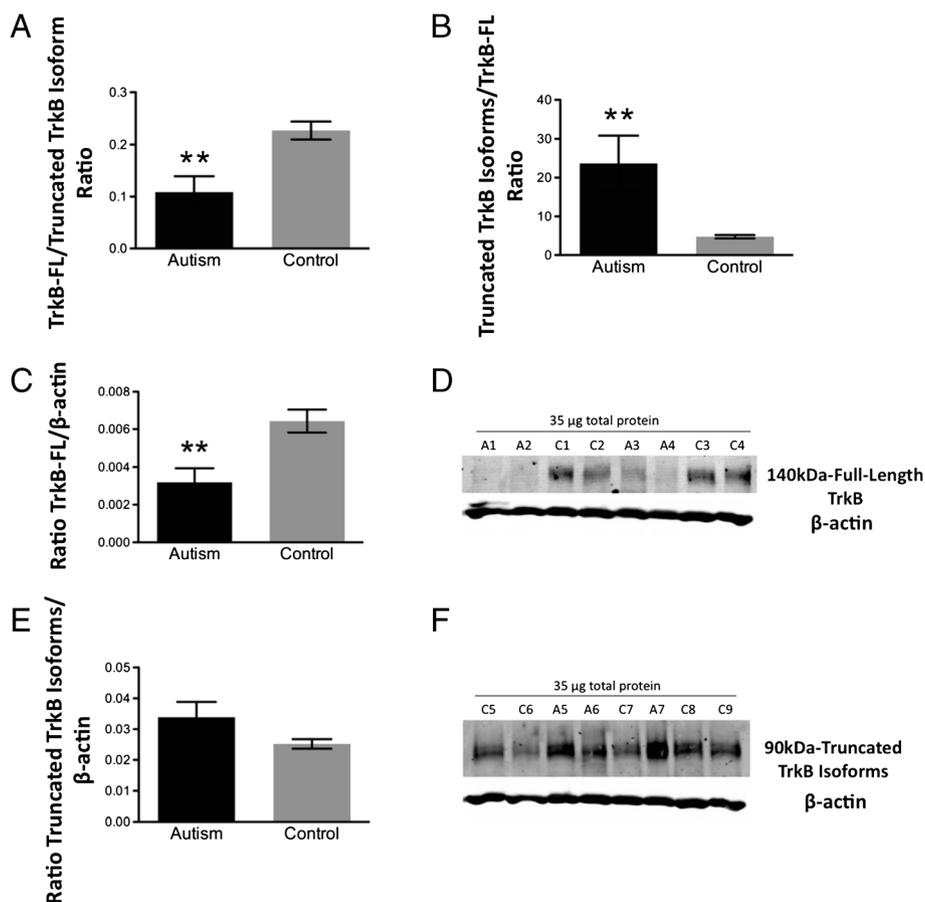 A
TrkB-FL/Truncated TrkB Isoform
Ratio
0.3
0.2
0.1
0.0
**
Autism
Control
B
Truncated TrkB Isoforms/TrkB-FL
Ratio
40
30
20
10
0
**
Autism
Control
C
Ratio TrkB-FL/β-actin
0.008
0.006
0.004
0.002
0.000
**
Autism
Control
D
35 µg total protein
A1 A2 C1 C2 A3 A4 C3 C4
140kDa-Full-Length
TrkB
β-actin
E
Ratio Truncated TrkB Isoforms/
β-actin
0.05
0.04
0.03
0.02
0.01
0.00
Autism
Control
F
35 µg total protein
C5 C6 A5 A6 C7 A7 C8 C9
90kDa-Truncated
TrkB Isoforms
β-actin